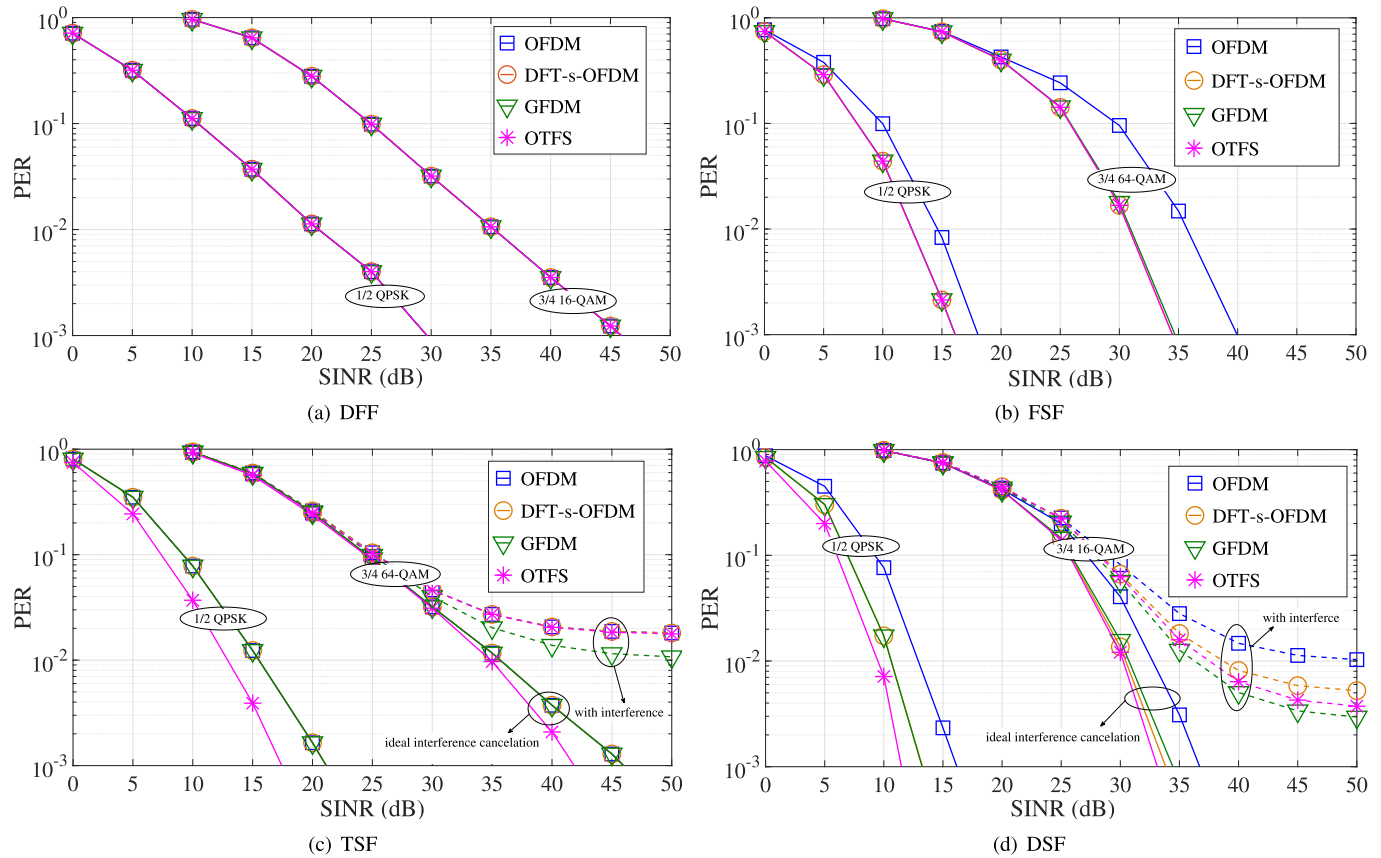 10^0
10^-1
10^-2
10^-3
PER
0 5 10 15 20 25 30 35 40 45 50
SINR (dB)
OFDM
DFT-s-OFDM
GFDM
OTFS
1/2 QPSK
3/4 16-QAM
(a) DFF
10^0
10^-1
10^-2
10^-3
PER
0 5 10 15 20 25 30 35 40 45 50
SINR (dB)
OFDM
DFT-s-OFDM
GFDM
OTFS
1/2 QPSK
3/4 64-QAM
(b) FSF
10^0
10^-1
10^-2
10^-3
PER
0 5 10 15 20 25 30 35 40 45 50
SINR (dB)
OFDM
DFT-s-OFDM
GFDM
OTFS
3/4 64-QAM
1/2 QPSK
with interference
ideal interference cancelation
(c) TSF
10^0
10^-1
10^-2
10^-3
PER
0 5 10 15 20 25 30 35 40 45 50
SINR (dB)
OFDM
DFT-s-OFDM
GFDM
OTFS
1/2 QPSK
3/4 16-QAM
with interferce
ideal interference cancelation
(d) DSF